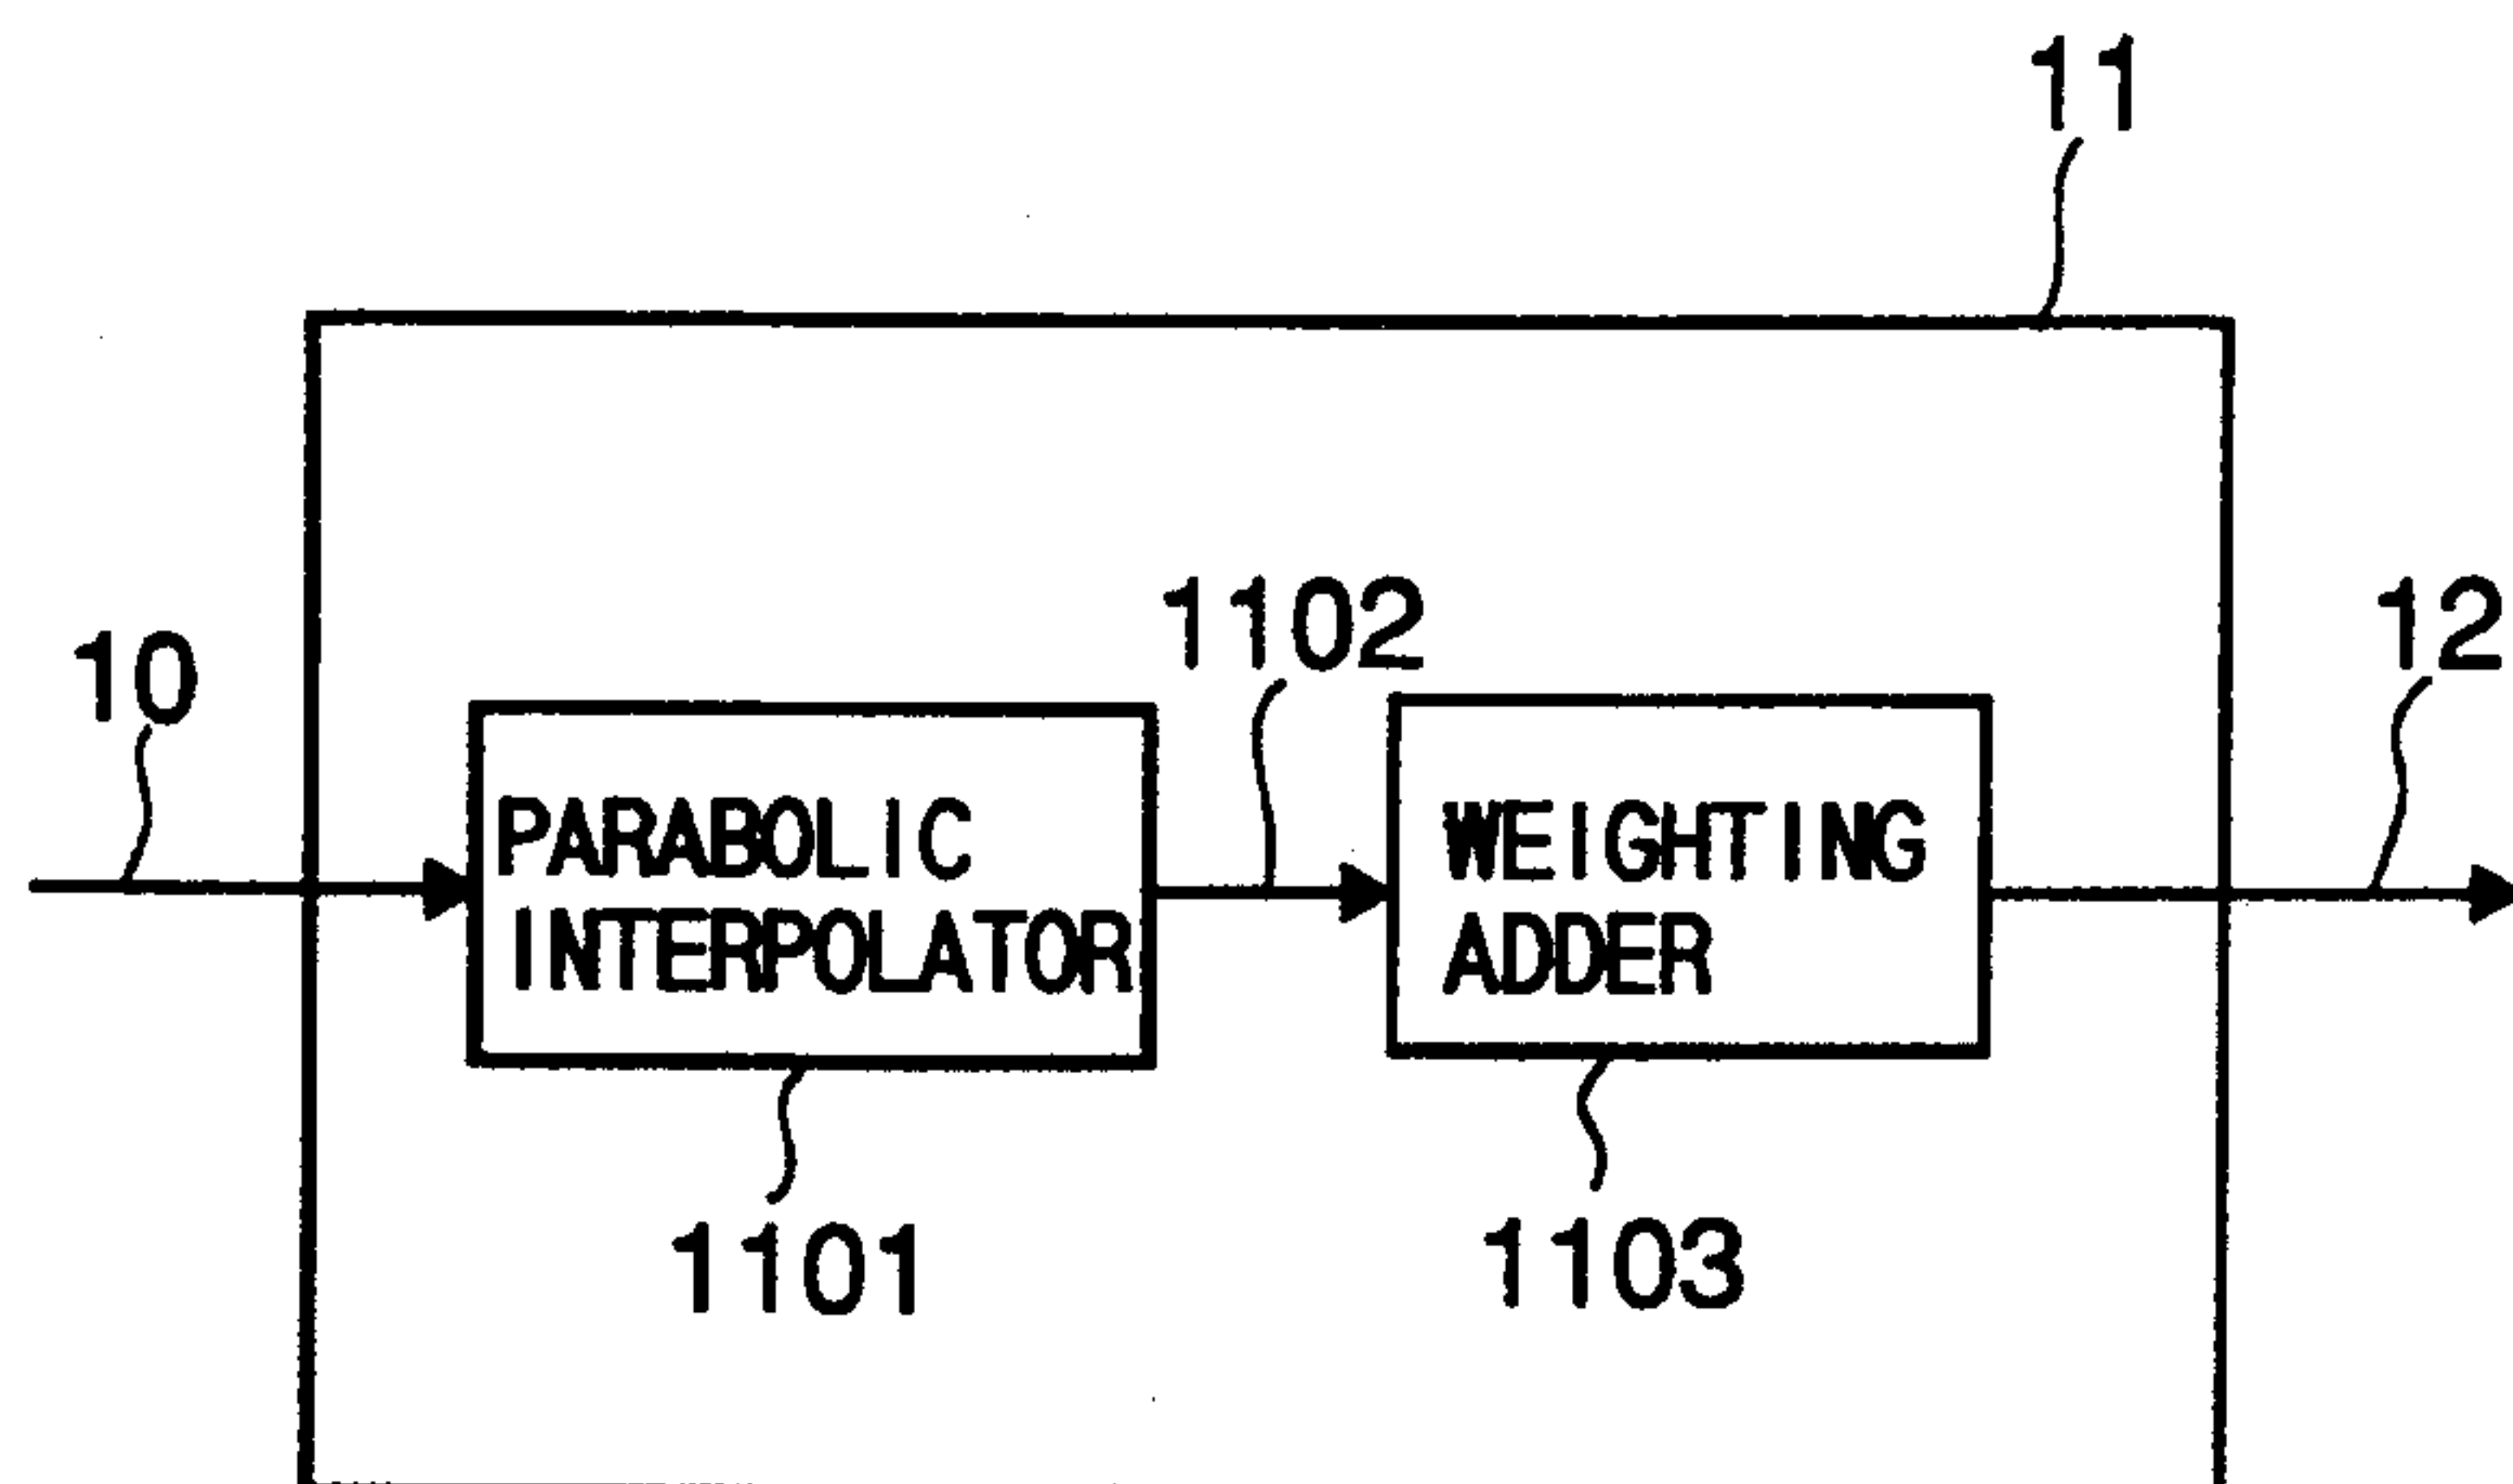 11
1102
12
10
PARABOLIC
INTERPOLATOR
WEIGHTING
ADDER
1101
1103